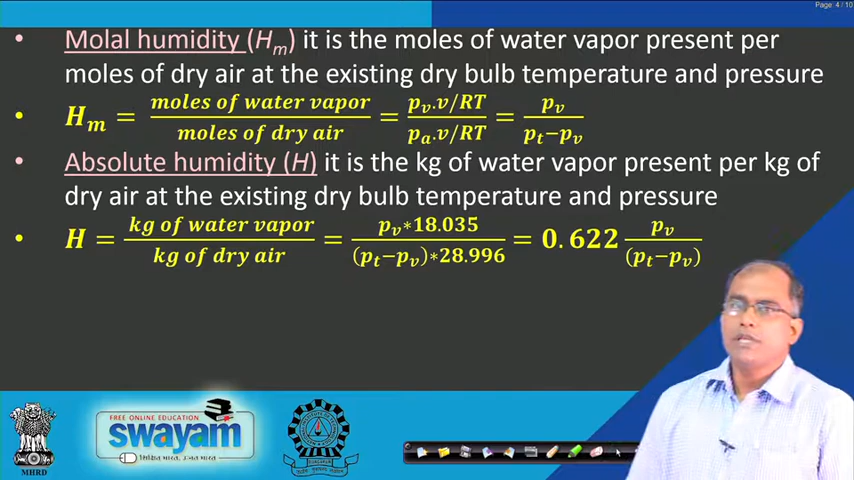 Page: 4 / 10
• Molal humidity (Hₘ) it is the moles of water vapor present per
moles of dry air at the existing dry bulb temperature and pressure
• Hₘ = moles of water vapor / moles of dry air = pᵥ.v/RT / pₐ.v/RT = pᵥ / pₜ−pᵥ
• Absolute humidity (H) it is the kg of water vapor present per kg of
dry air at the existing dry bulb temperature and pressure
• H = kg of water vapor / kg of dry air = pᵥ∗18.035 / (pₜ−pᵥ)∗28.996 = 0.622 pᵥ / (pₜ−pᵥ)
FREE ONLINE EDUCATION
swayam
शिक्षित भारत, उन्नत भारत
MHRD